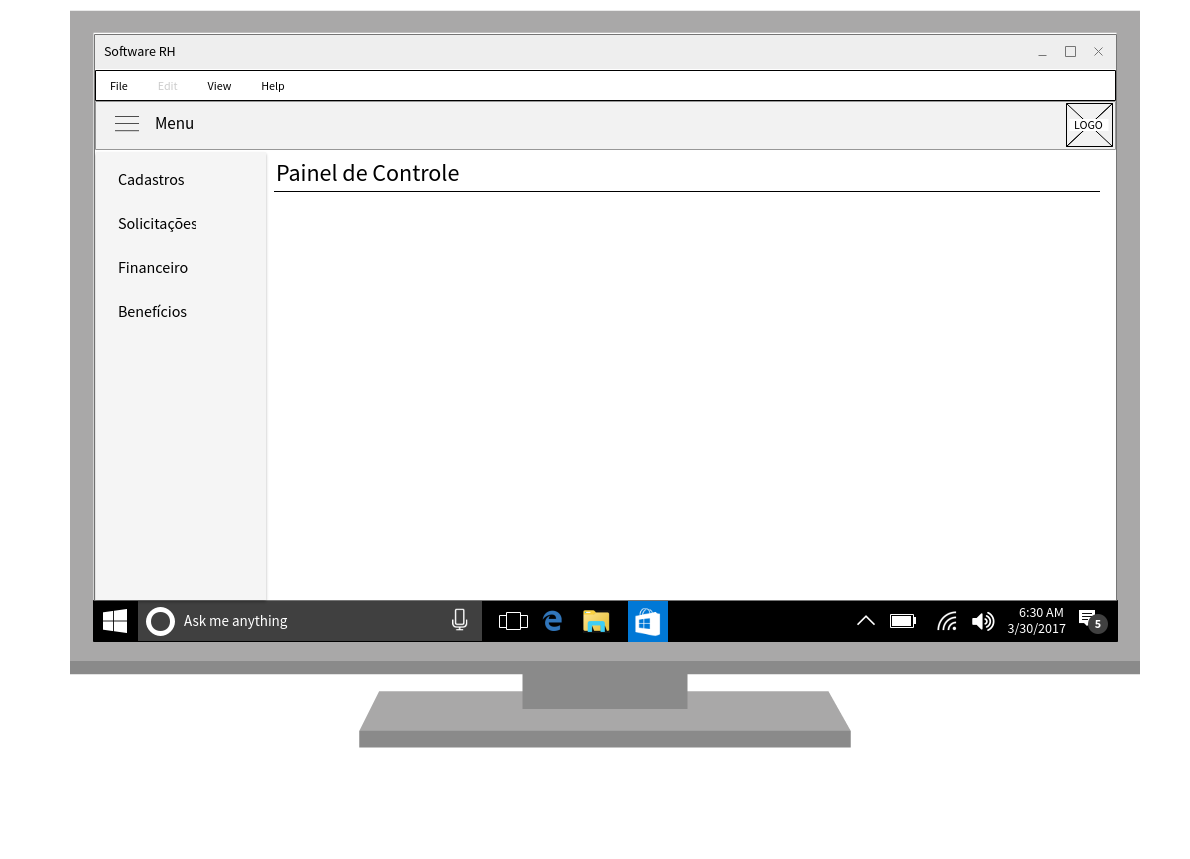 Software RH
File Edit View Help
Menu
LOGO
Painel de Controle
Cadastros
Solicitações
Financeiro
Benefícios
Ask me anything
6:30 AM
3/30/2017
5